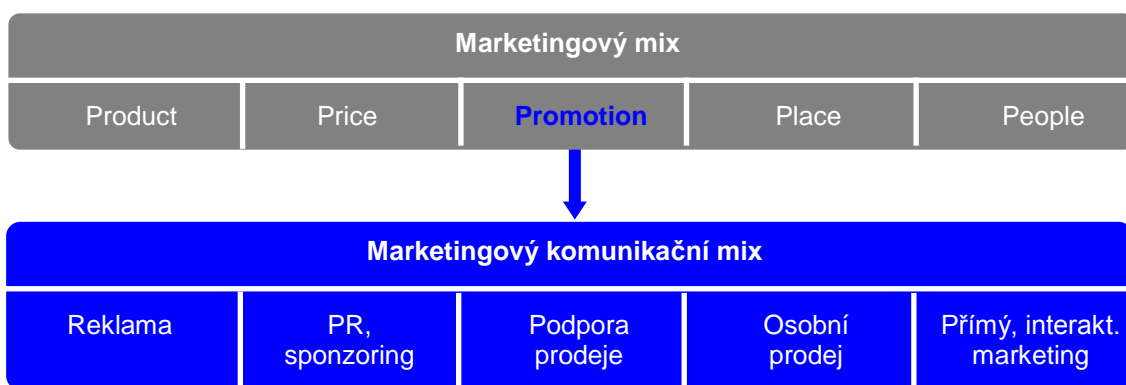 Marketingový mix
Product Price Promotion Place People
Marketingový komunikační mix
Reklama PR, Podpora Osobní Přímý, interakt.
sponzoring prodeje prodej marketing